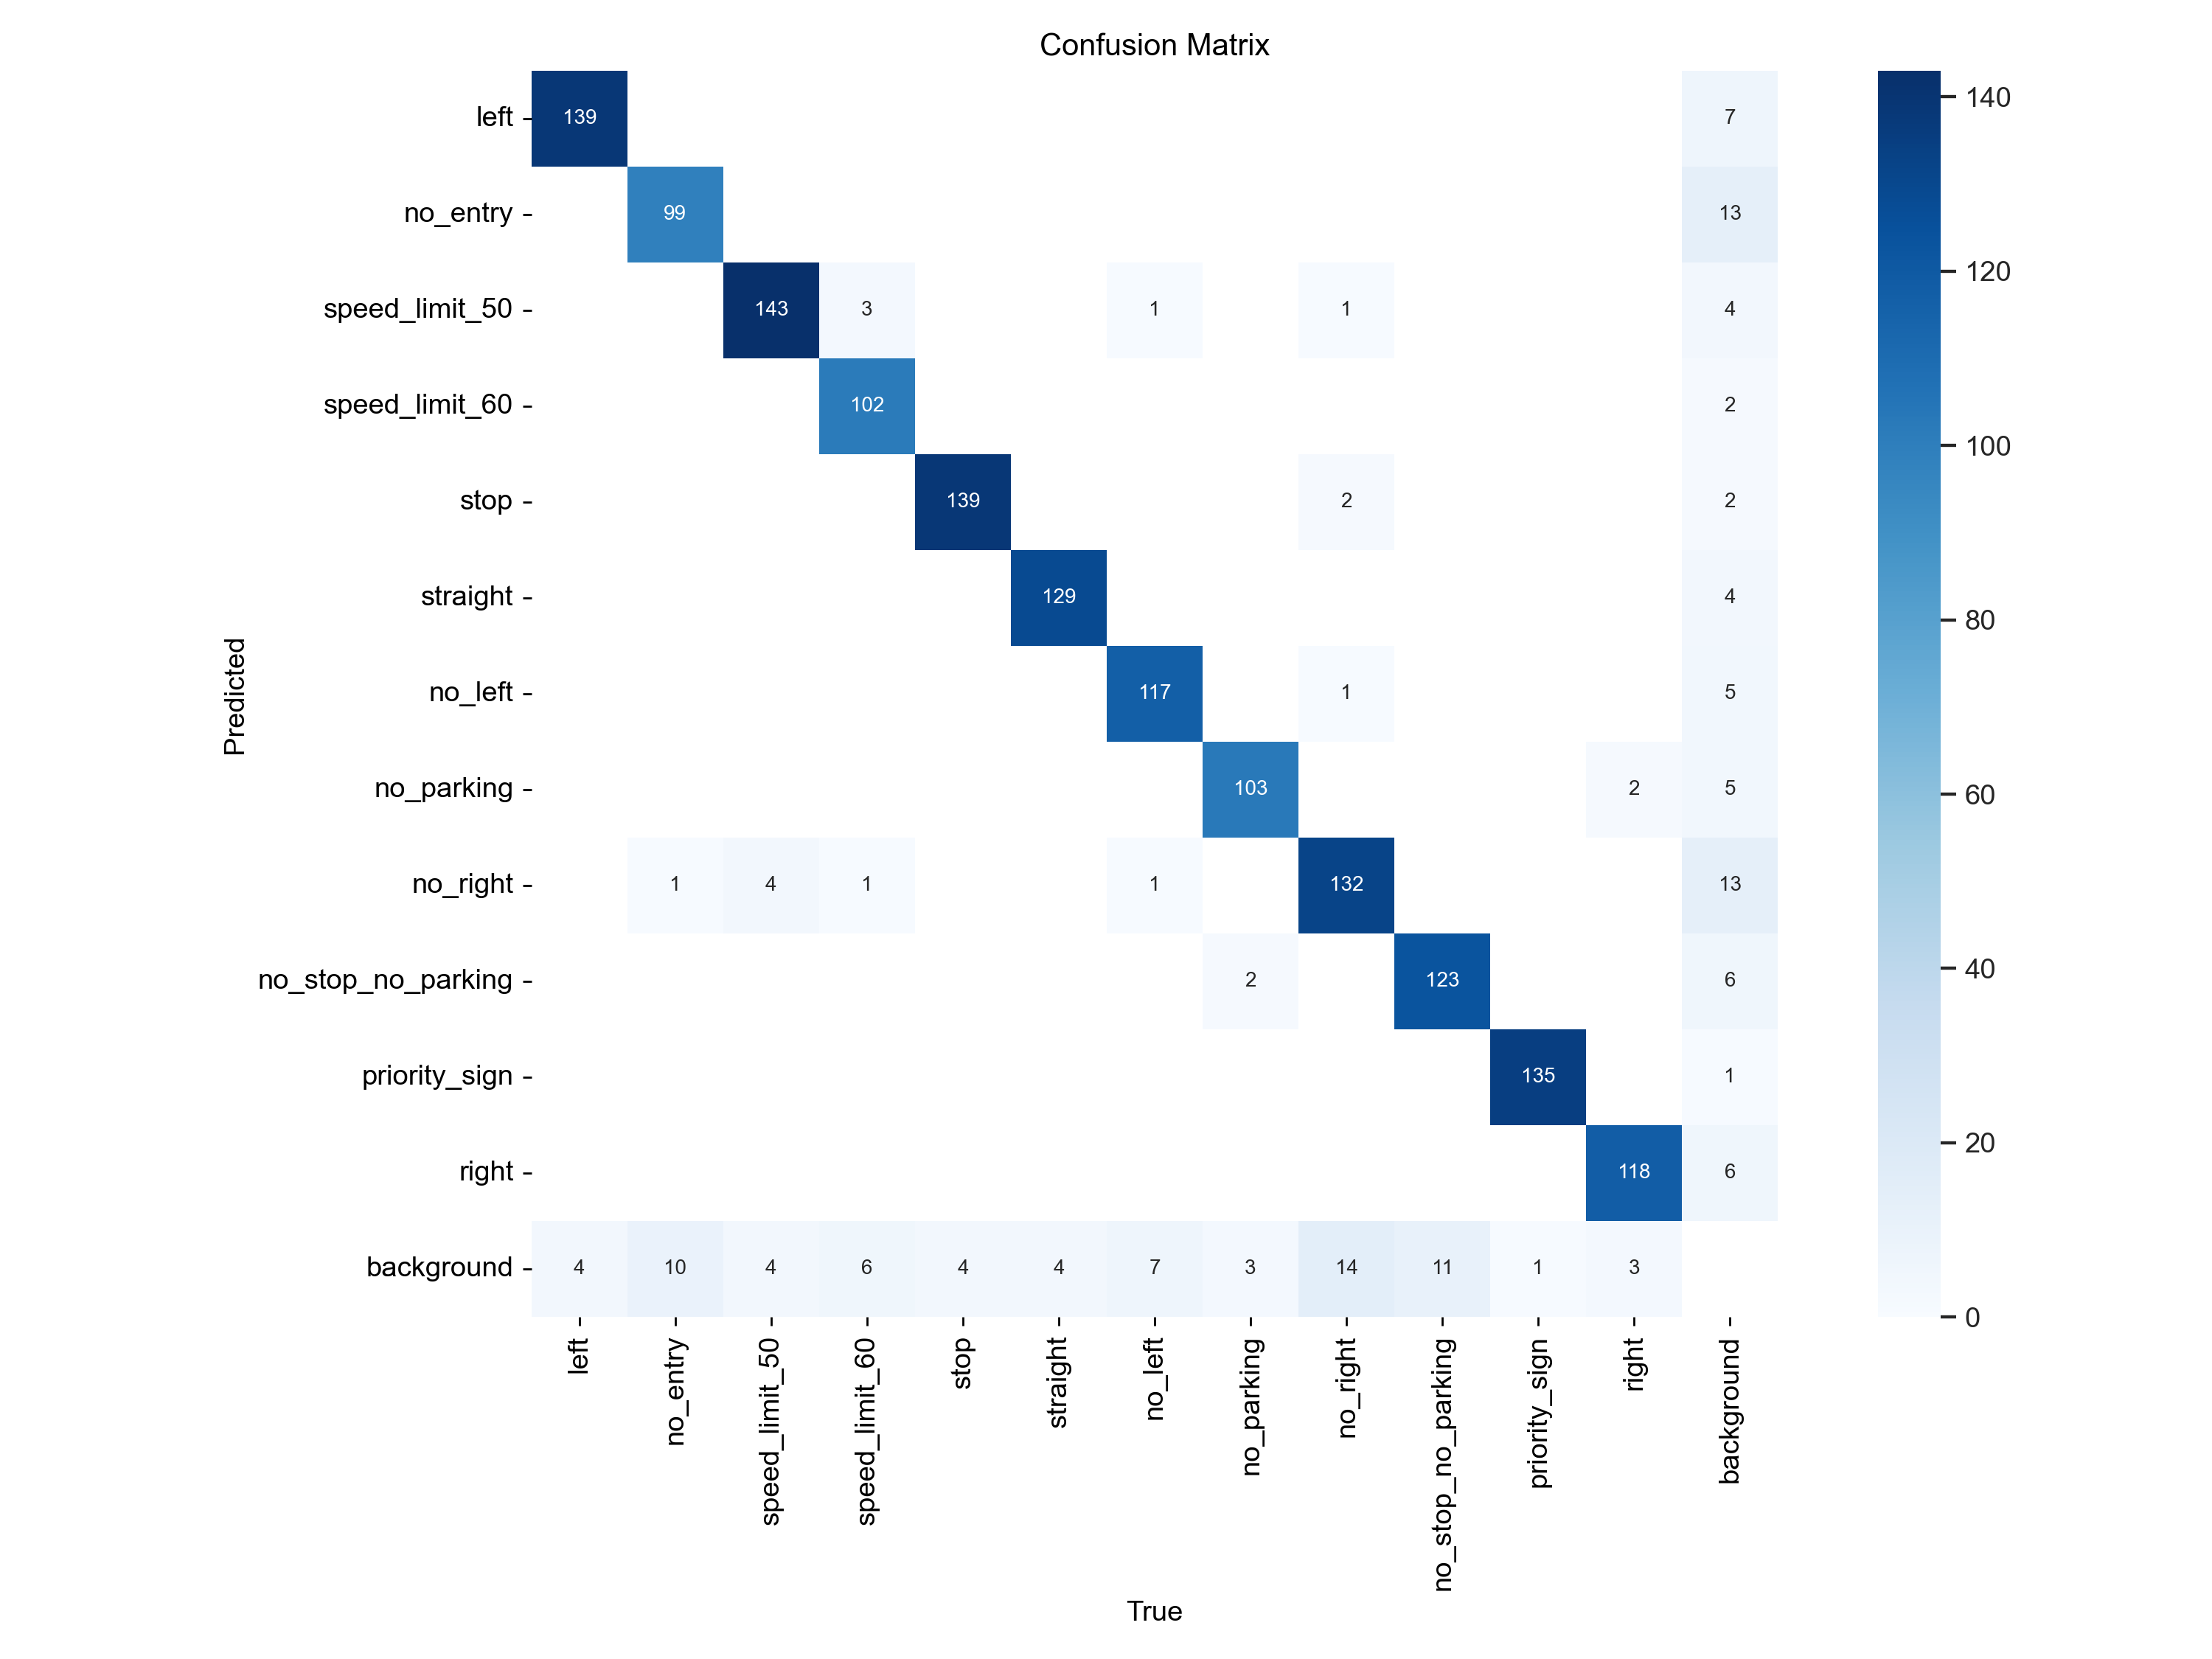 Confusion Matrix
left 139 7 140
no_entry 99 13
120
speed_limit_50 143 3 1 1 4
speed_limit_60 102 2
100
stop 139 2 2
straight 129 4
80
Predicted
no_left 117 1 5
no_parking 103 2 5
60
no_right 1 4 1 1 132 13
no_stop_no_parking 2 123 6
40
priority_sign 135 1
right 118 6
20
background 4 10 4 6 4 4 7 3 14 11 1 3
0
left no_entry speed_limit_50 speed_limit_60 stop straight no_left no_parking no_right no_stop_no_parking priority_sign right background
True